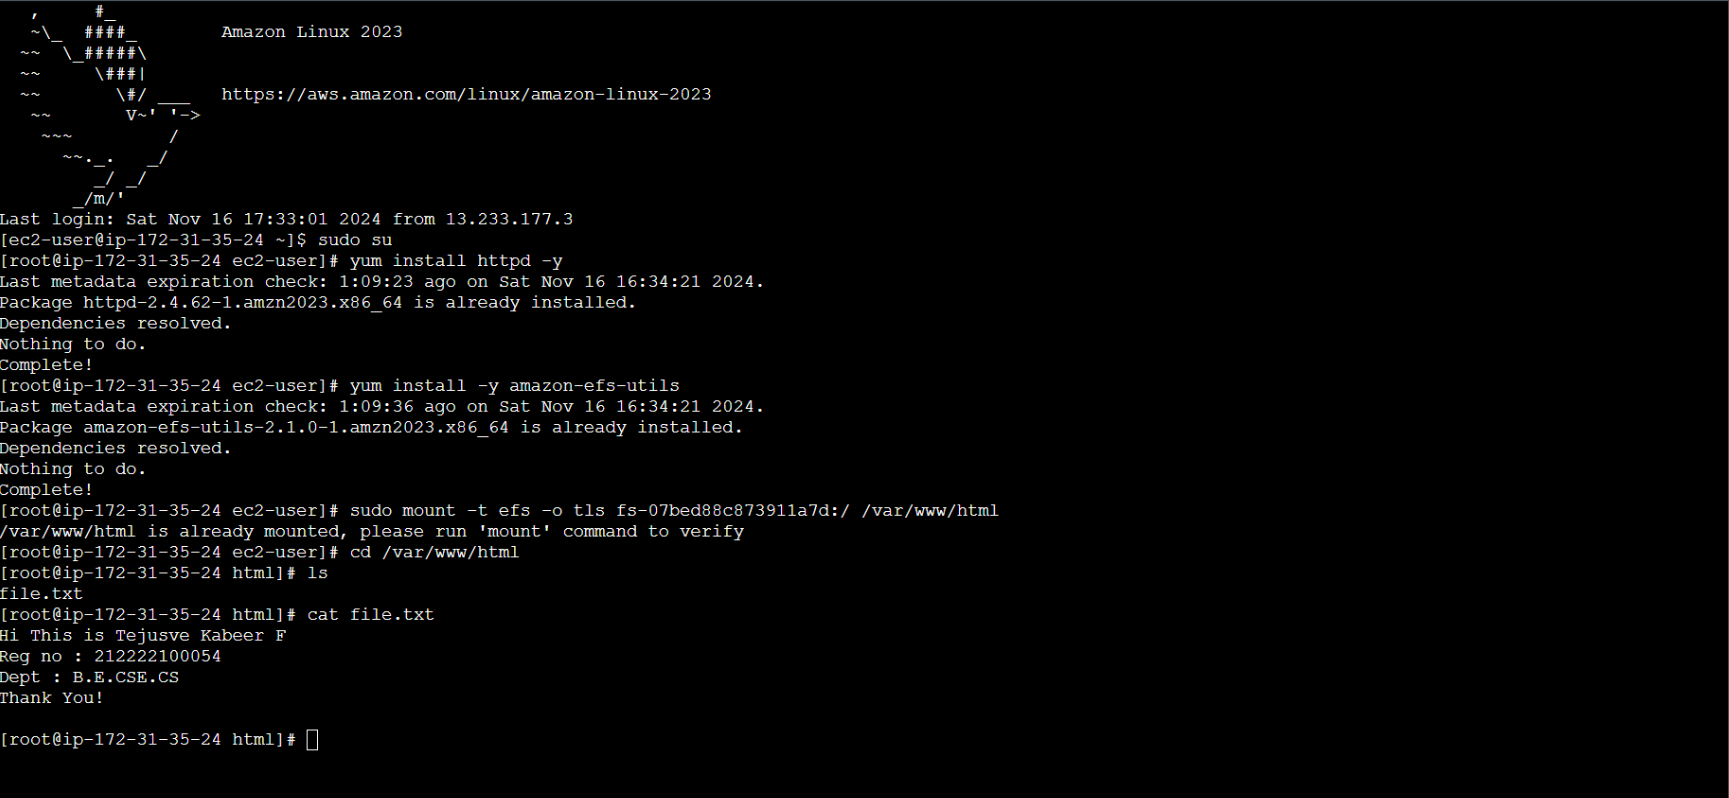 ,     #_
   ~\_  ####_        Amazon Linux 2023
  ~~  \_#####\
  ~~     \###|
  ~~       \#/ ___   https://aws.amazon.com/linux/amazon-linux-2023
   ~~       V~' '->
    ~~~         /
      ~~._.   _/
         _/ _/
       _/m/'
Last login: Sat Nov 16 17:33:01 2024 from 13.233.177.3
[ec2-user@ip-172-31-35-24 ~]$ sudo su
[root@ip-172-31-35-24 ec2-user]# yum install httpd -y
Last metadata expiration check: 1:09:23 ago on Sat Nov 16 16:34:21 2024.
Package httpd-2.4.62-1.amzn2023.x86_64 is already installed.
Dependencies resolved.
Nothing to do.
Complete!
[root@ip-172-31-35-24 ec2-user]# yum install -y amazon-efs-utils
Last metadata expiration check: 1:09:36 ago on Sat Nov 16 16:34:21 2024.
Package amazon-efs-utils-2.1.0-1.amzn2023.x86_64 is already installed.
Dependencies resolved.
Nothing to do.
Complete!
[root@ip-172-31-35-24 ec2-user]# sudo mount -t efs -o tls fs-07bed88c873911a7d:/ /var/www/html
/var/www/html is already mounted, please run 'mount' command to verify
[root@ip-172-31-35-24 ec2-user]# cd /var/www/html
[root@ip-172-31-35-24 html]# ls
file.txt
[root@ip-172-31-35-24 html]# cat file.txt
Hi This is Tejusve Kabeer F
Reg no : 212222100054
Dept : B.E.CSE.CS
Thank You!

[root@ip-172-31-35-24 html]#